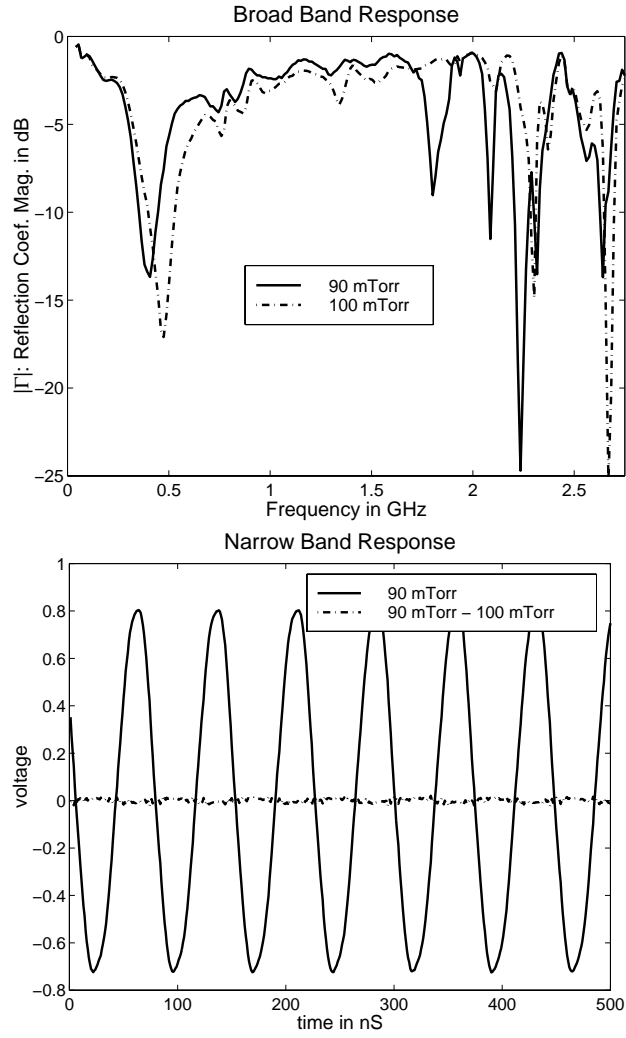 Broad Band Response
0
−5
−10
−15
−20
−25
|Γ|: Reflection Coef. Mag. in dB
90 mTorr
100 mTorr
0 0.5 1 1.5 2 2.5
Frequency in GHz
Narrow Band Response
1
0.8
0.6
0.4
0.2
0
−0.2
−0.4
−0.6
−0.8
voltage
90 mTorr
90 mTorr − 100 mTorr
0 100 200 300 400 500
time in nS